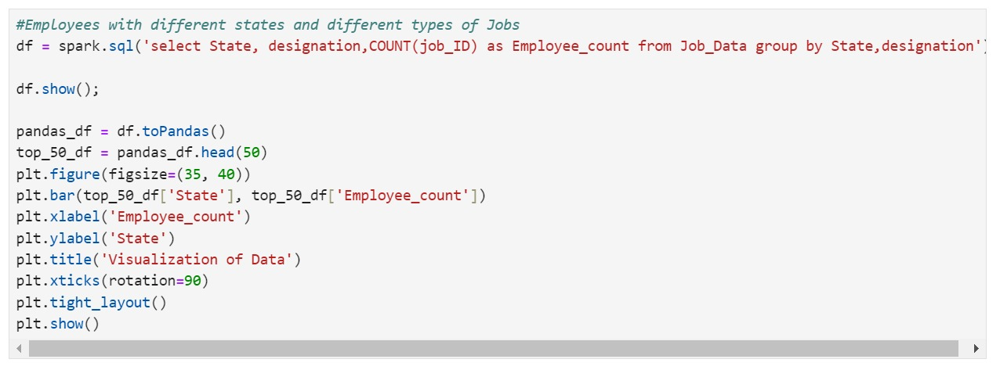 #Employees with different states and different types of Jobs
df = spark.sql('select State, designation,COUNT(job_ID) as Employee_count from Job_Data group by State,designation')
df.show();
pandas_df = df.toPandas()
top_50_df = pandas_df.head(50)
plt.figure(figsize=(35, 40))
plt.bar(top_50_df['State'], top_50_df['Employee_count'])
plt.xlabel('Employee_count')
plt.ylabel('State')
plt.title('Visualization of Data')
plt.xticks(rotation=90)
plt.tight_layout()
plt.show()